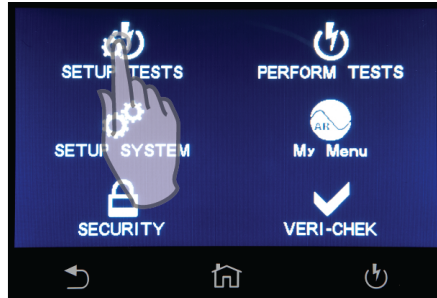 SETUP TESTS
PERFORM TESTS
AR
SETUP SYSTEM
My Menu
SECURITY
VERI-CHEK